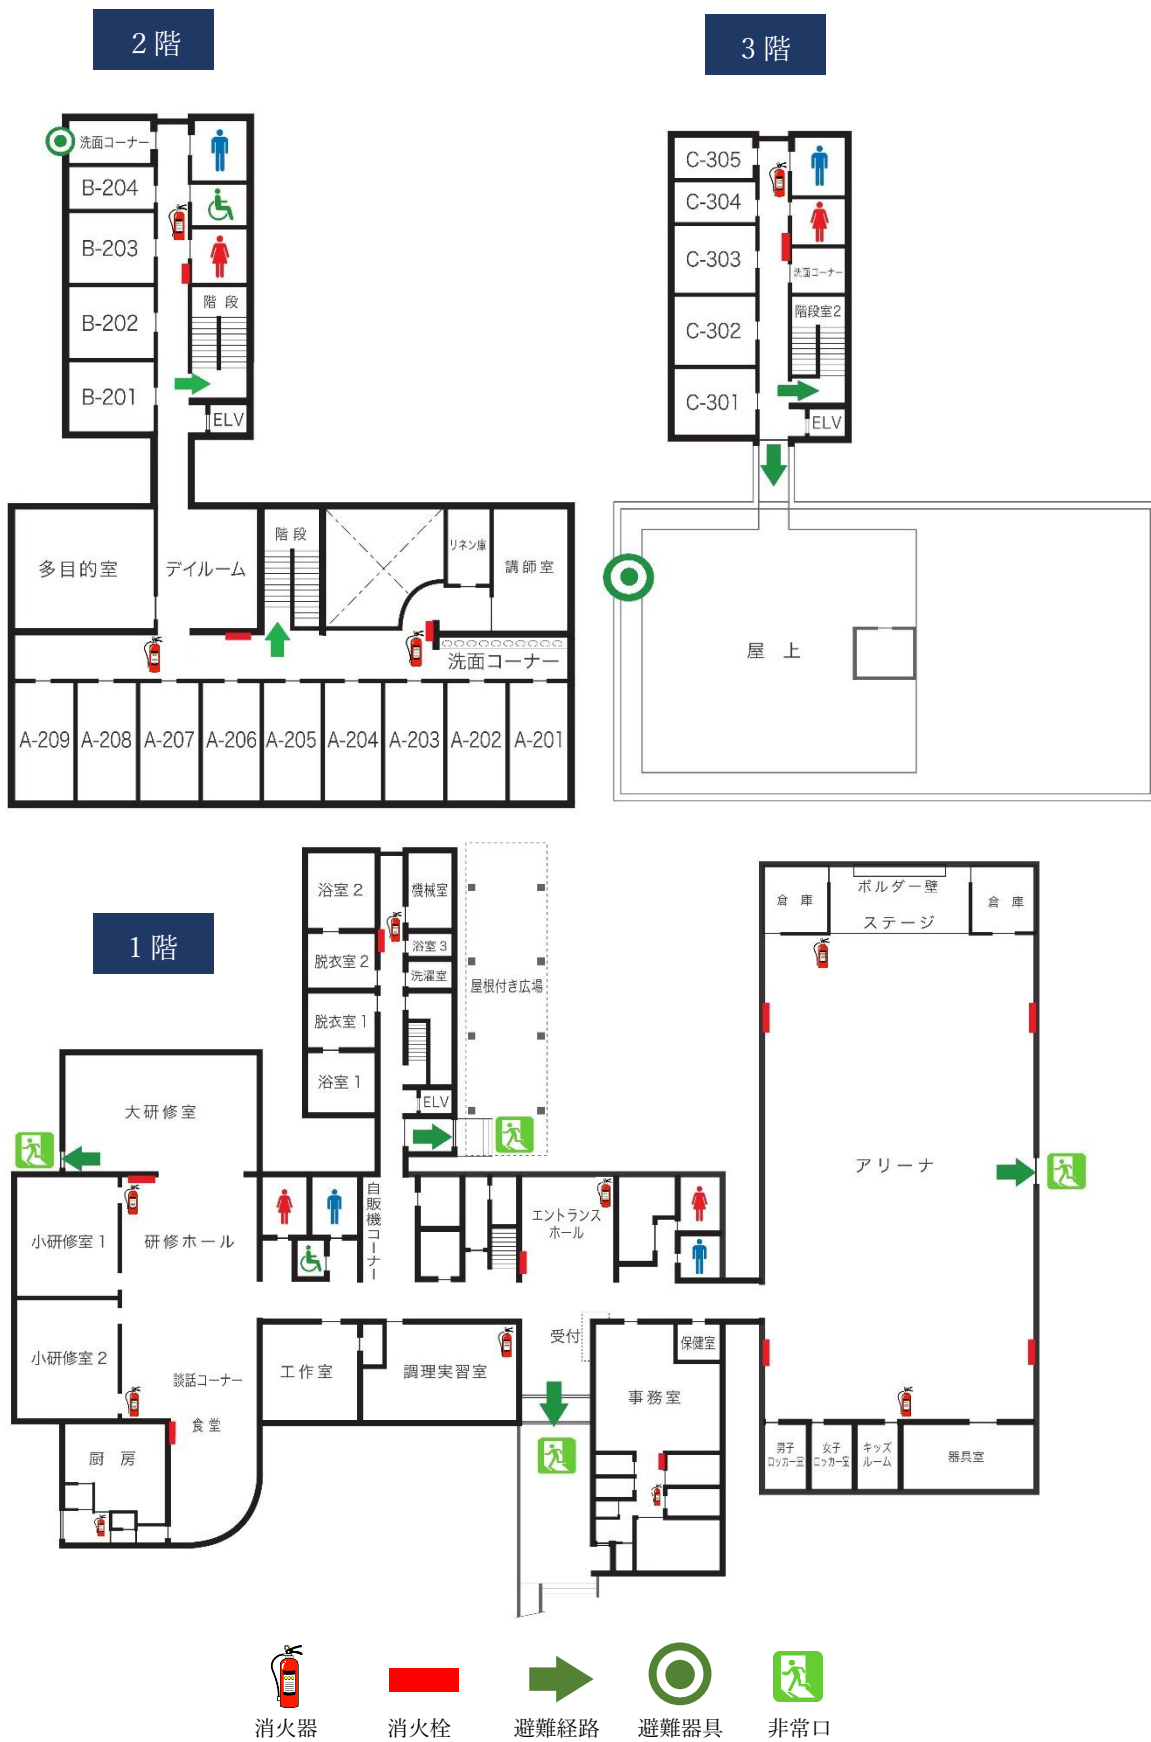 2階
3階
洗面コーナー
B-204
B-203
B-202
B-201
階段
ELV
C-305
C-304
C-303
C-302
C-301
洗面コーナー
階段室2
ELV
多目的室
デイルーム
階段
リネン庫
講師室
洗面コーナー
A-209
A-208
A-207
A-206
A-205
A-204
A-203
A-202
A-201
屋上
1階
浴室2
機械室
脱衣室2
浴室3
洗濯室
脱衣室1
浴室1
ELV
屋根付き広場
倉庫
ボルダー壁
ステージ
倉庫
大研修室
アリーナ
小研修室1
研修ホール
自販機コーナー
エントランス
ホール
小研修室2
談話コーナー
食堂
工作室
調理実習室
受付
保健室
事務室
厨房
男子
ロッカー室
女子
ロッカー室
キッズ
ルーム
器具室
消火器
消火栓
避難経路
避難器具
非常口